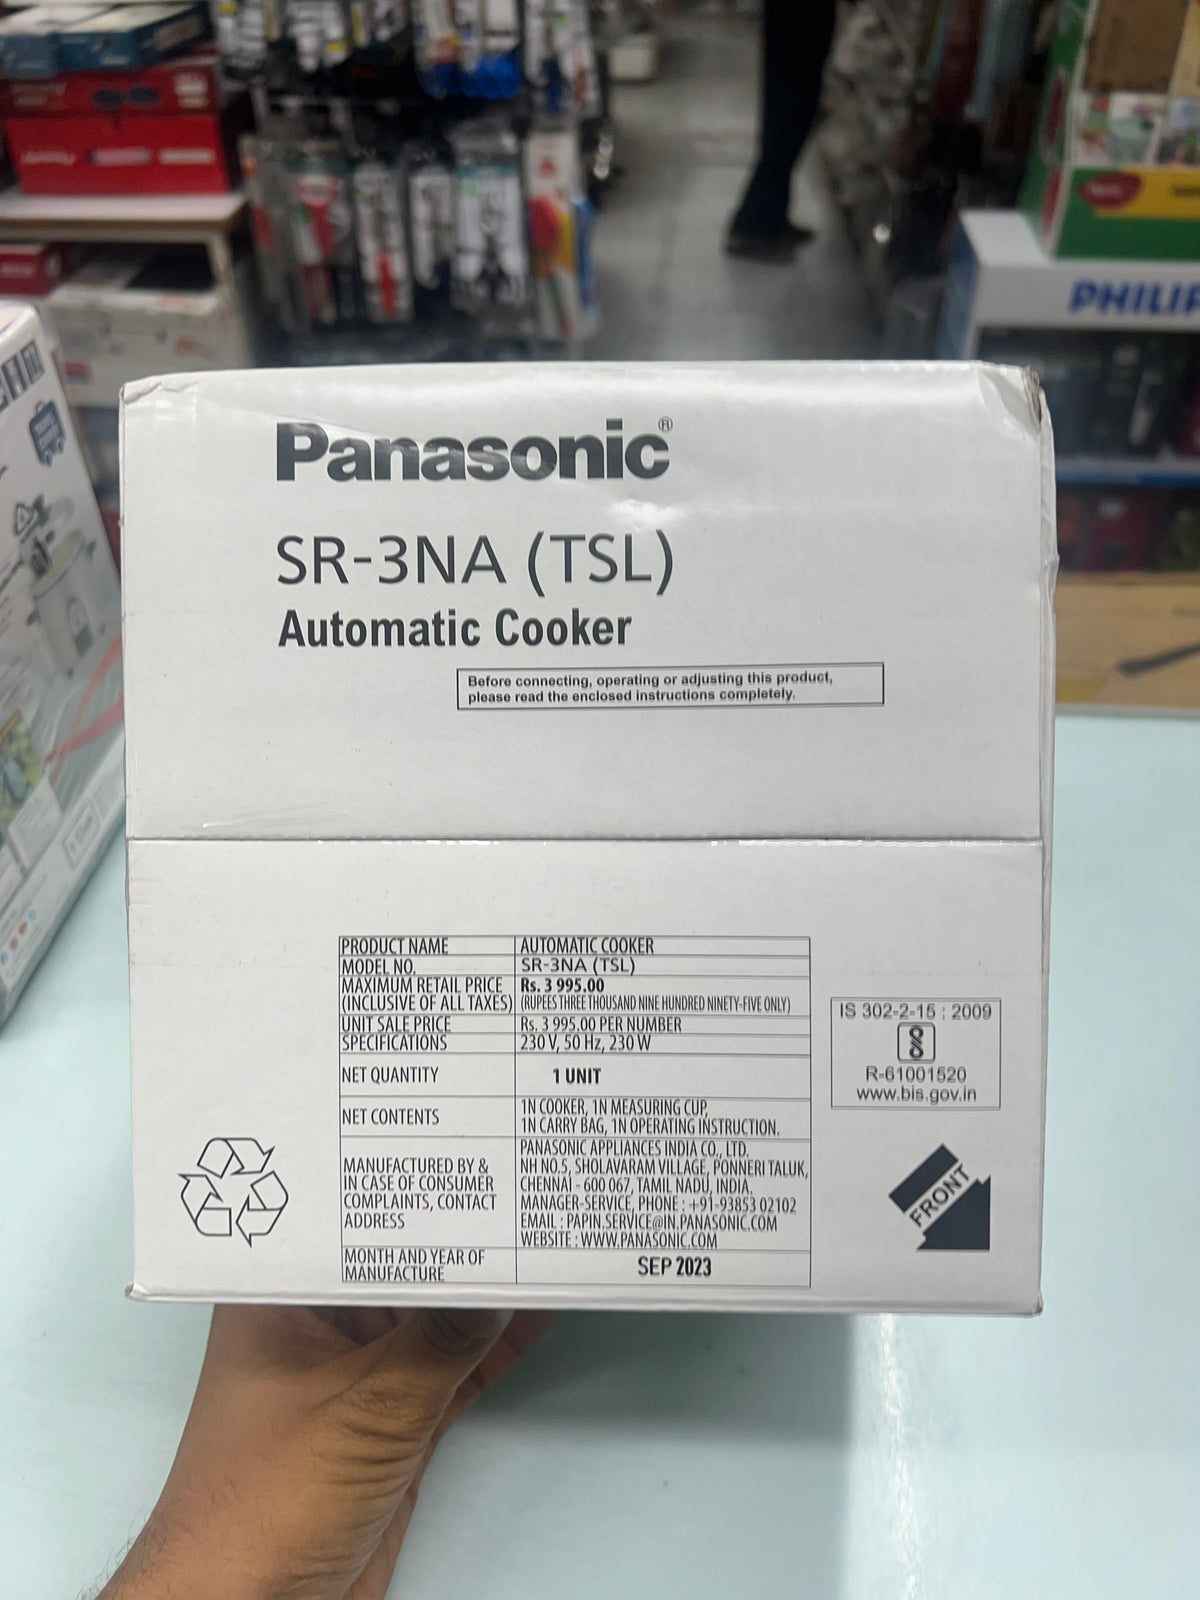 PHILIP
Panasonic®
SR-3NA (TSL)
Automatic Cooker
Before connecting, operating or adjusting this product,
please read the enclosed instructions completely.
PRODUCT NAME AUTOMATIC COOKER
MODEL NO. SR-3NA (TSL)
MAXIMUM RETAIL PRICE Rs. 3 995.00
(INCLUSIVE OF ALL TAXES) (RUPEES THREE THOUSAND NINE HUNDRED NINETY-FIVE ONLY)
UNIT SALE PRICE Rs. 3 995.00 PER NUMBER
SPECIFICATIONS 230 V, 50 Hz, 230 W
NET QUANTITY 1 UNIT
NET CONTENTS 1N COOKER, 1N MEASURING CUP,
1N CARRY BAG, 1N OPERATING INSTRUCTION.
MANUFACTURED BY &
IN CASE OF CONSUMER
COMPLAINTS, CONTACT
ADDRESS
PANASONIC APPLIANCES INDIA CO., LTD.
NH NO.5, SHOLAVARAM VILLAGE, PONNERI TALUK,
CHENNAI - 600 067, TAMIL NADU, INDIA.
MANAGER-SERVICE, PHONE : +91-93853 02102
EMAIL : PAPIN.SERVICE@IN.PANASONIC.COM
WEBSITE : WWW.PANASONIC.COM
MONTH AND YEAR OF
MANUFACTURE
SEP 2023
IS 302-2-15 : 2009
R-61001520
www.bis.gov.in
FRONT